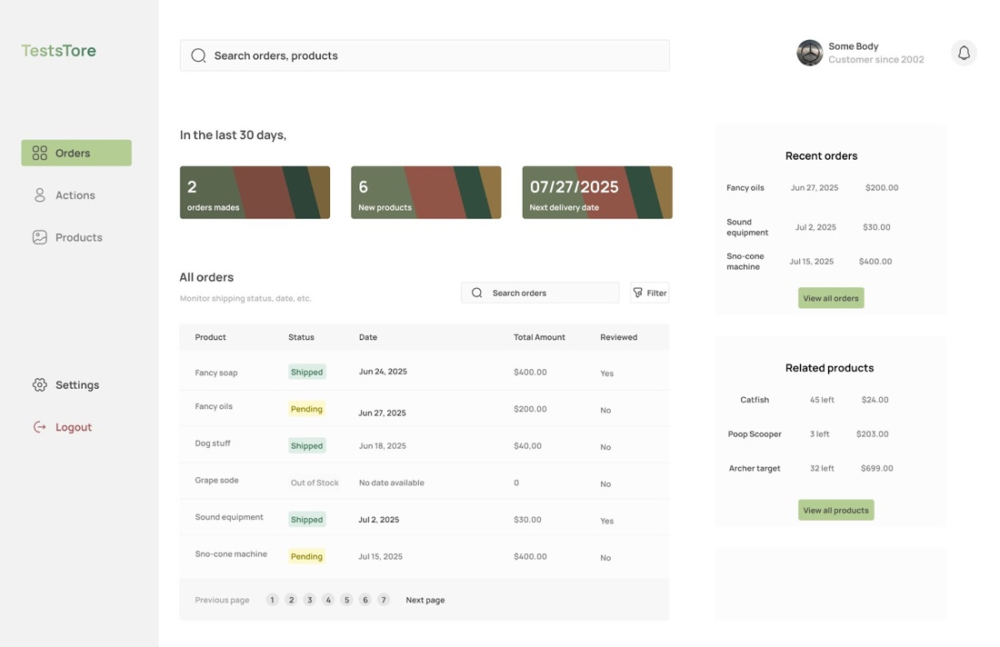 TestsTore
Search orders, products
Some Body
Customer since 2002
Orders
Actions
Products
Settings
Logout
In the last 30 days,
2
orders mades
6
New products
07/27/2025
Next delivery date
All orders
Monitor shipping status, date, etc.
Search orders
Filter
Product Status Date Total Amount Reviewed
Fancy soap Shipped Jun 24, 2025 $400.00 Yes
Fancy oils Pending Jun 27, 2025 $200.00 No
Dog stuff Shipped Jun 18, 2025 $40,00 No
Grape sode Out of Stock No date available 0 No
Sound equipment Shipped Jul 2, 2025 $30.00 Yes
Sno-cone machine Pending Jul 15, 2025 $400.00 No
Previous page 1 2 3 4 5 6 7 Next page
Recent orders
Fancy oils Jun 27, 2025 $200.00
Sound
equipment Jul 2, 2025 $30.00
Sno-cone
machine Jul 15, 2025 $400.00
View all orders
Related products
Catfish 45 left $24.00
Poop Scooper 3 left $203.00
Archer target 32 left $699.00
View all products